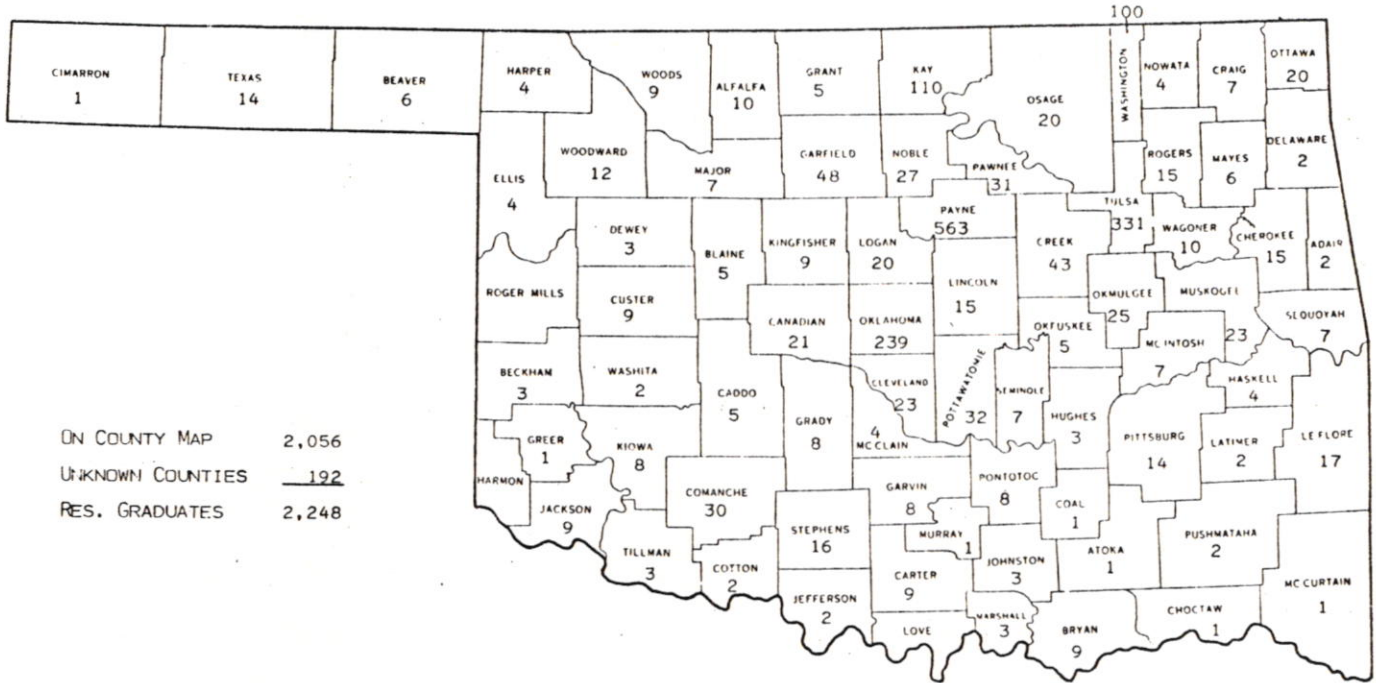 100
CIMARRON
1
TEXAS
14
BEAVER
6
HARPER
4
WOODS
9
ALFALFA
10
GRANT
5
KAY
110
OSAGE
20
WASHINGTON
NOWATA
4
CRAIG
7
OTTAWA
20
ELLIS
4
WOODWARD
12
MAJOR
7
GARFIELD
48
NOBLE
27
PAWNEE
31
ROGERS
15
MAYES
6
DELAWARE
2
DEWEY
3
BLAINE
5
KINGFISHER
9
LOGAN
20
PAYNE
563
CREEK
43
TULSA
331
WAGONER
10
CHEROKEE
15
ADAIR
2
ROGER MILLS
CUSTER
9
CANADIAN
21
OKLAHOMA
239
LINCOLN
15
OKFUSKEE
5
OKMULGEE
25
MUSKOGEE
23
SEQUOYAH
7
BECKHAM
3
WASHITA
2
CADDO
5
GRADY
8
CLEVELAND
23
4
MC CLAIN
POTTAWATOMIE
32
SEMINOLE
7
HUGHES
3
MC INTOSH
7
HASKELL
4
PITTSBURG
14
LATIMER
2
LE FLORE
17
HARMON
GREER
1
KIOWA
8
JACKSON
9
COMANCHE
30
TILLMAN
3
COTTON
2
STEPHENS
16
JEFFERSON
2
GARVIN
8
MURRAY
1
CARTER
9
LOVE
PONTOTOC
8
JOHNSTON
3
MARSHALL
3
COAL
1
ATOKA
1
BRYAN
9
PUSHMATAHA
2
CHOCTAW
1
MC CURTAIN
1
ON COUNTY MAP 2,056
UNKNOWN COUNTIES 192
RES. GRADUATES 2,248